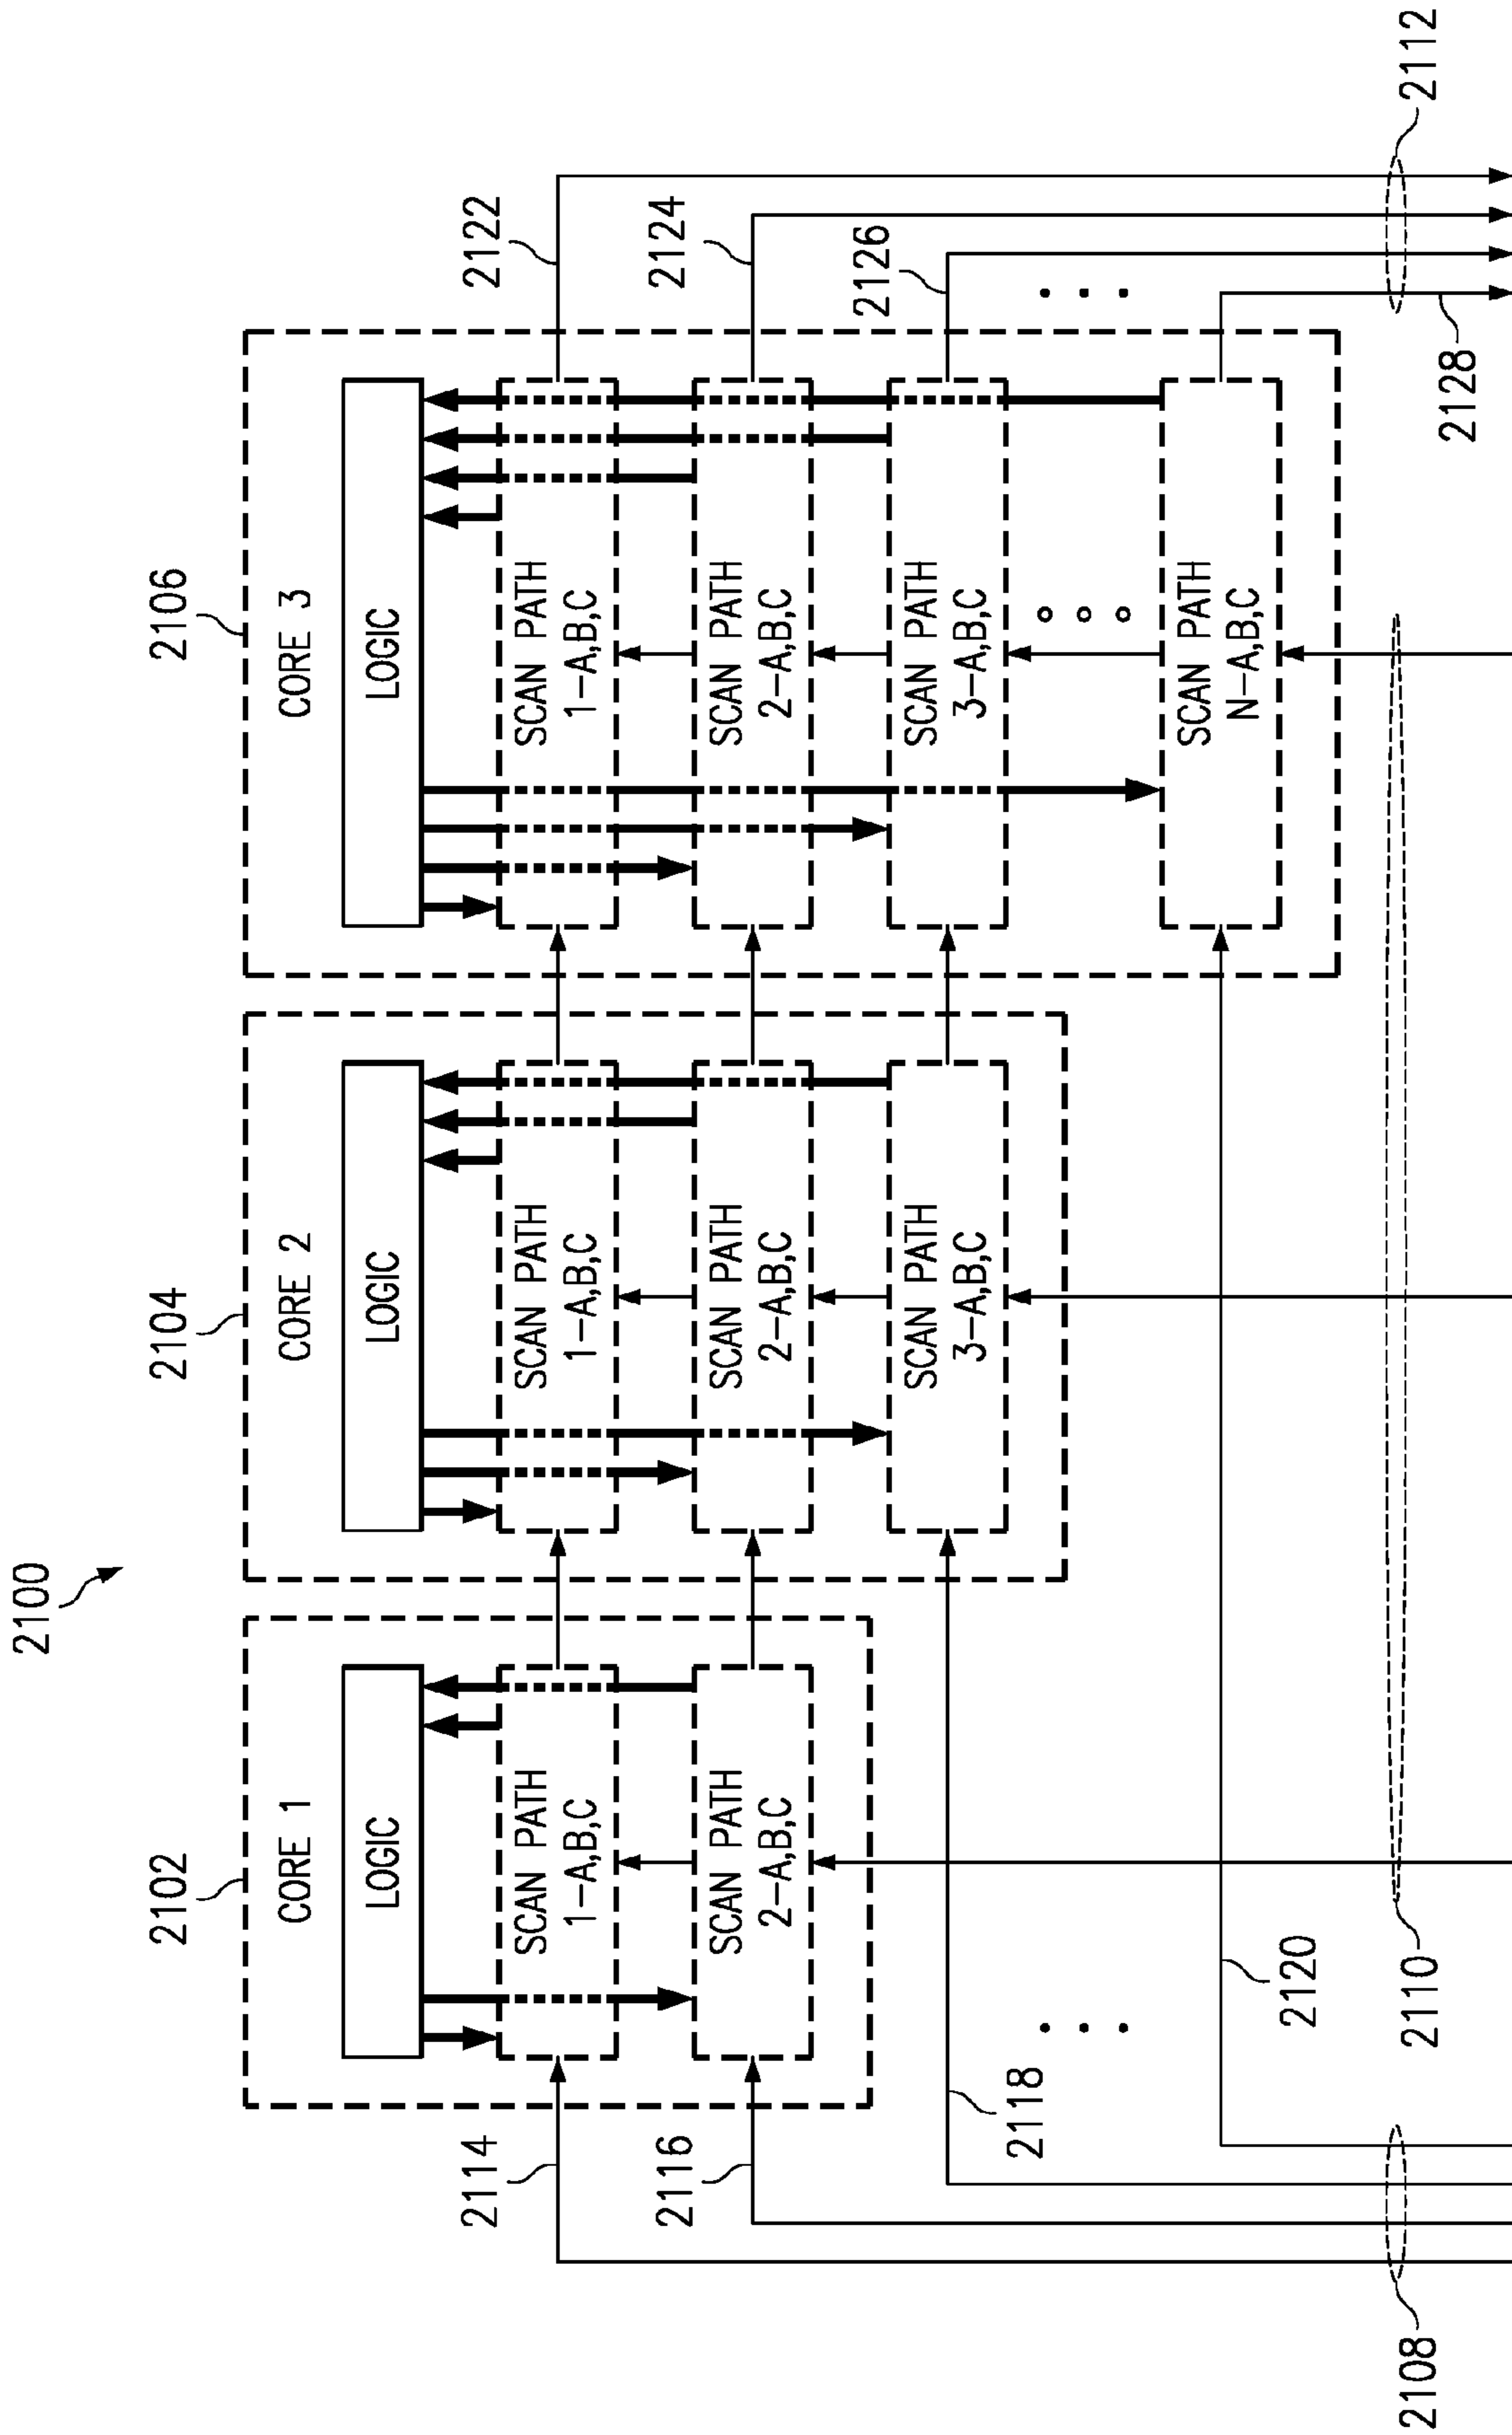 2100
2102
2104
2106
CORE 1
CORE 2
CORE 3
LOGIC
LOGIC
LOGIC
2114
2122
SCAN PATH
1-A,B,C
SCAN PATH
1-A,B,C
SCAN PATH
1-A,B,C
2116
2124
SCAN PATH
2-A,B,C
SCAN PATH
2-A,B,C
SCAN PATH
2-A,B,C
2126
SCAN PATH
3-A,B,C
SCAN PATH
3-A,B,C
2118
SCAN PATH
N-A,B,C
2120
2108
2110
2112
2128